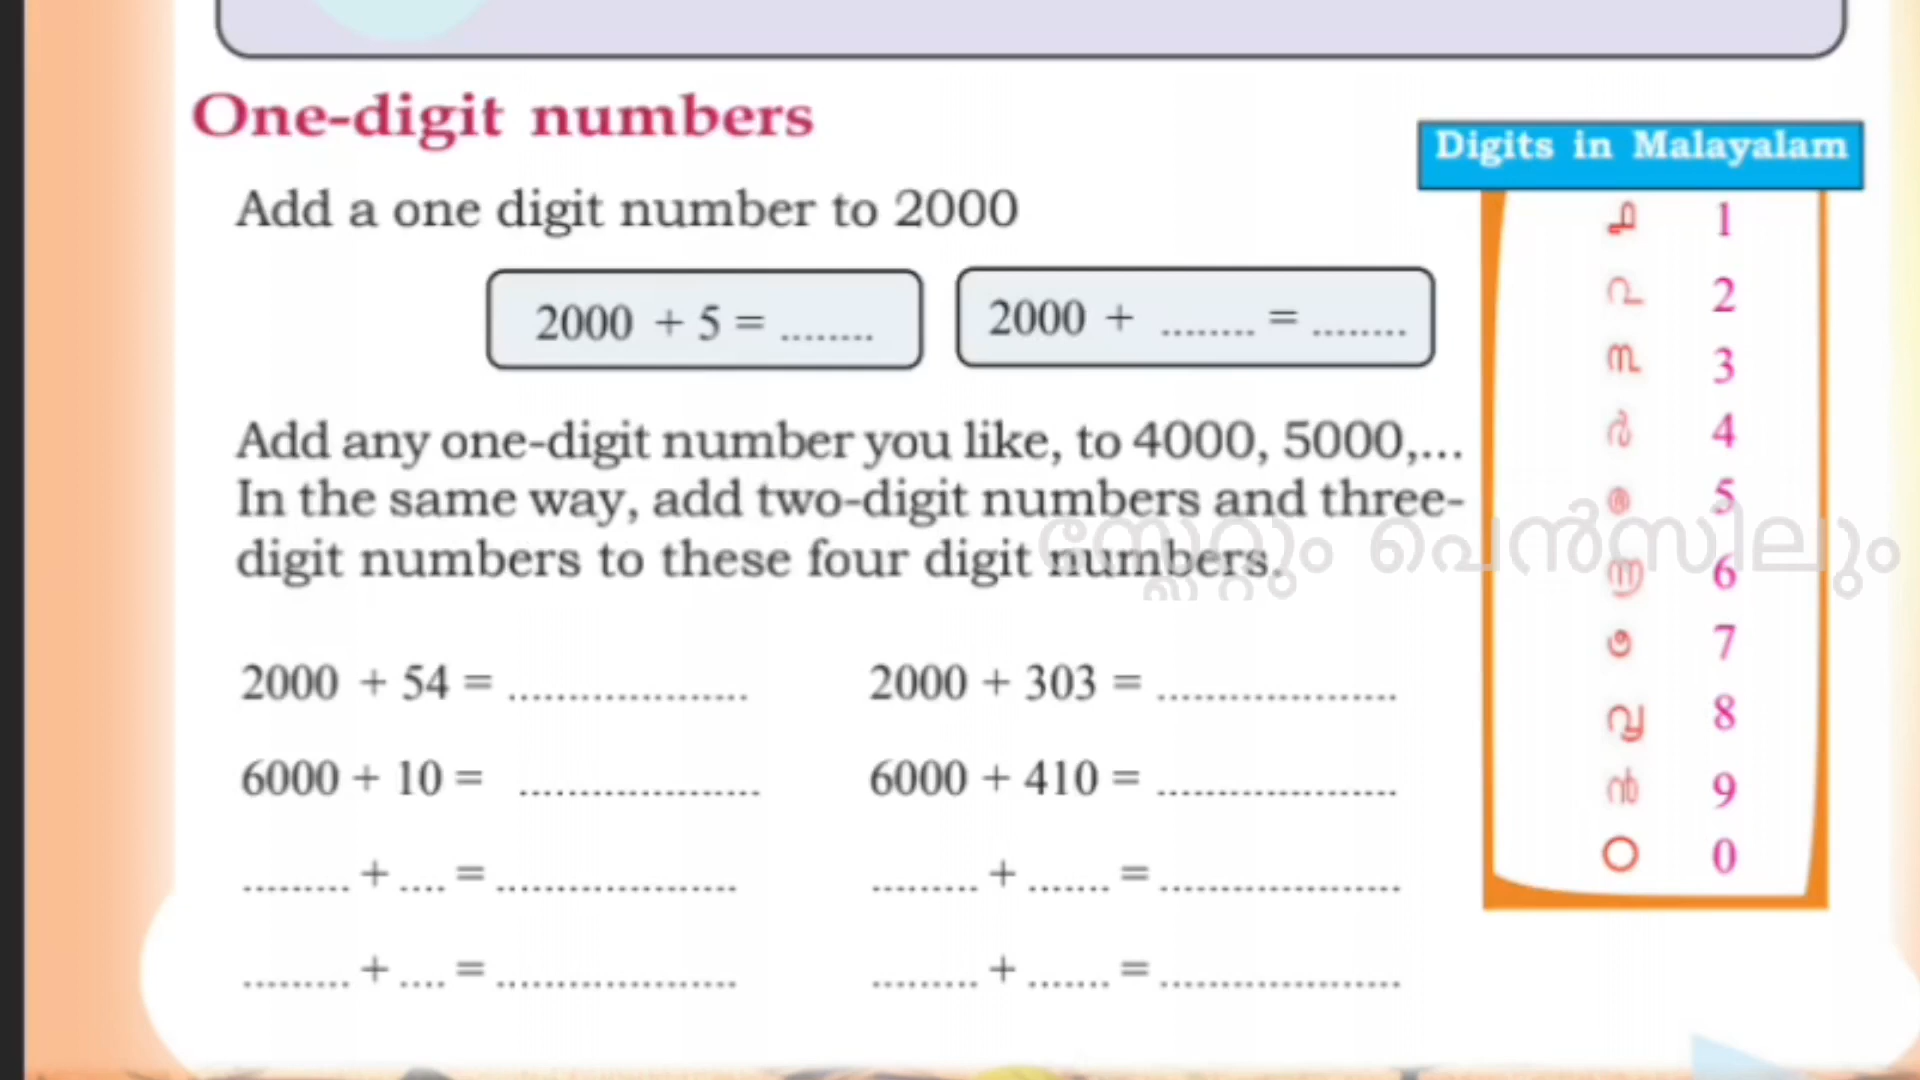 One-digit numbers
Add a one digit number to 2000
2000 + 5 = ........
2000 + ........ = ........
Add any one-digit number you like, to 4000, 5000,...
In the same way, add two-digit numbers and three-
digit numbers to these four digit numbers.
2000 + 54 = ....................
2000 + 303 = ....................
6000 + 10 = ....................
6000 + 410 = ....................
......... + .... = ....................
......... + ....... = ....................
......... + .... = ....................
......... + ....... = ....................
Digits in Malayalam
൧ 1
൨ 2
൩ 3
൪ 4
൫ 5
൬ 6
൭ 7
൮ 8
൯ 9
൦ 0
സ്ലേറ്റും പെൻസിലും